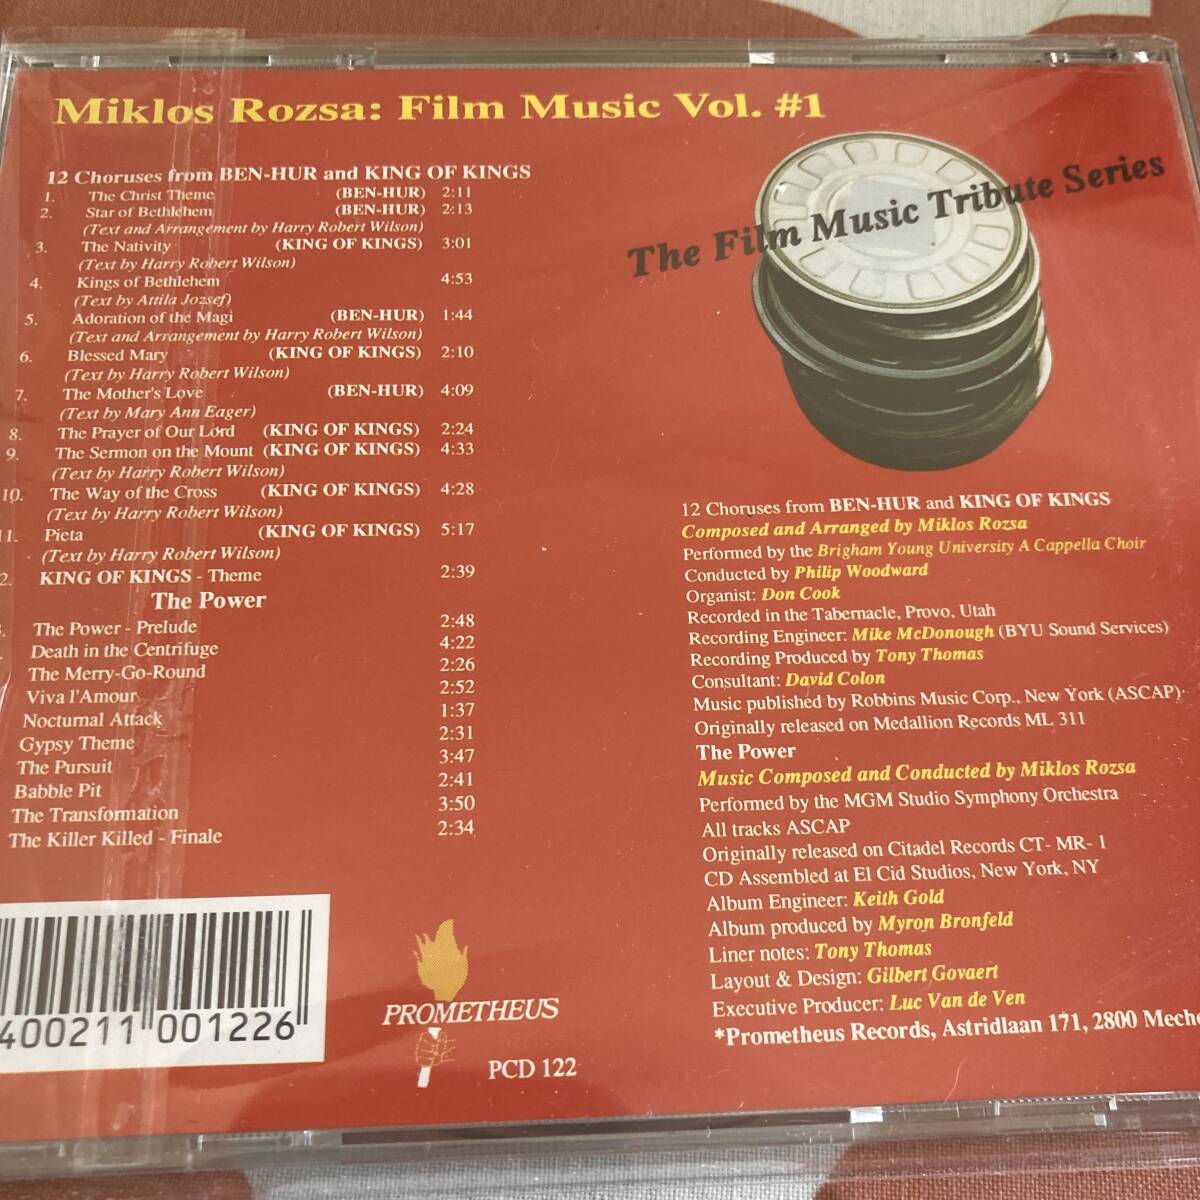 Miklos Rozsa: Film Music Vol. #1
The Film Music Tribute Series
12 Choruses from BEN-HUR and KING OF KINGS
1. The Christ Theme (BEN-HUR) 2:11
2. Star of Bethlehem (BEN-HUR) 2:13
(Text and Arrangement by Harry Robert Wilson)
3. The Nativity (KING OF KINGS) 3:01
(Text by Harry Robert Wilson)
4. Kings of Bethlehem 4:53
(Text by Attila Jozsef)
5. Adoration of the Magi (BEN-HUR) 1:44
(Text and Arrangement by Harry Robert Wilson)
6. Blessed Mary (KING OF KINGS) 2:10
(Text by Harry Robert Wilson)
7. The Mother's Love (BEN-HUR) 4:09
(Text by Mary Ann Eager)
8. The Prayer of Our Lord (KING OF KINGS) 2:24
9. The Sermon on the Mount (KING OF KINGS) 4:33
(Text by Harry Robert Wilson)
10. The Way of the Cross (KING OF KINGS) 4:28
(Text by Harry Robert Wilson)
11. Pieta (KING OF KINGS) 5:17
(Text by Harry Robert Wilson)
2. KING OF KINGS - Theme 2:39
The Power
The Power - Prelude 2:48
Death in the Centrifuge 4:22
The Merry-Go-Round 2:26
Viva l'Amour 2:52
Nocturnal Attack 1:37
Gypsy Theme 2:31
The Pursuit 3:47
Babble Pit 2:41
The Transformation 3:50
The Killer Killed - Finale 2:34
400211 001226
PROMETHEUS
PCD 122
12 Choruses from BEN-HUR and KING OF KINGS
Composed and Arranged by Miklos Rozsa
Performed by the Brigham Young University A Cappella Choir
Conducted by Philip Woodward
Organist: Don Cook
Recorded in the Tabernacle, Provo, Utah
Recording Engineer: Mike McDonough (BYU Sound Services)
Recording Produced by Tony Thomas
Consultant: David Colon
Music published by Robbins Music Corp., New York (ASCAP)
Originally released on Medallion Records ML 311
The Power
Music Composed and Conducted by Miklos Rozsa
Performed by the MGM Studio Symphony Orchestra
All tracks ASCAP
Originally released on Citadel Records CT- MR- 1
CD Assembled at El Cid Studios, New York, NY
Album Engineer: Keith Gold
Album produced by Myron Bronfeld
Liner notes: Tony Thomas
Layout & Design: Gilbert Govaert
Executive Producer: Luc Van de Ven
*Prometheus Records, Astridlaan 171, 2800 Meche